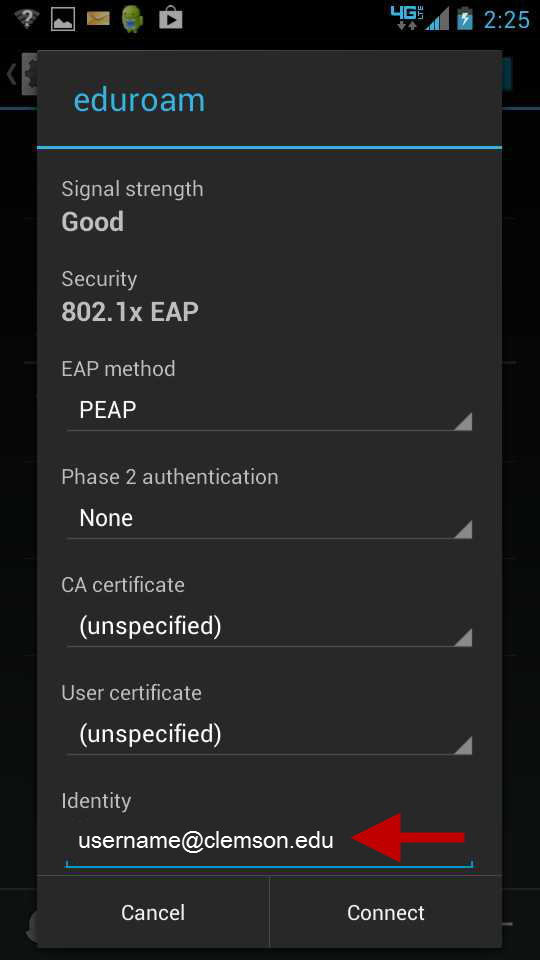 4G 2:25
eduroam
Signal strength
Good
Security
802.1x EAP
EAP method
PEAP
Phase 2 authentication
None
CA certificate
(unspecified)
User certificate
(unspecified)
Identity
username@clemson.edu
Cancel Connect